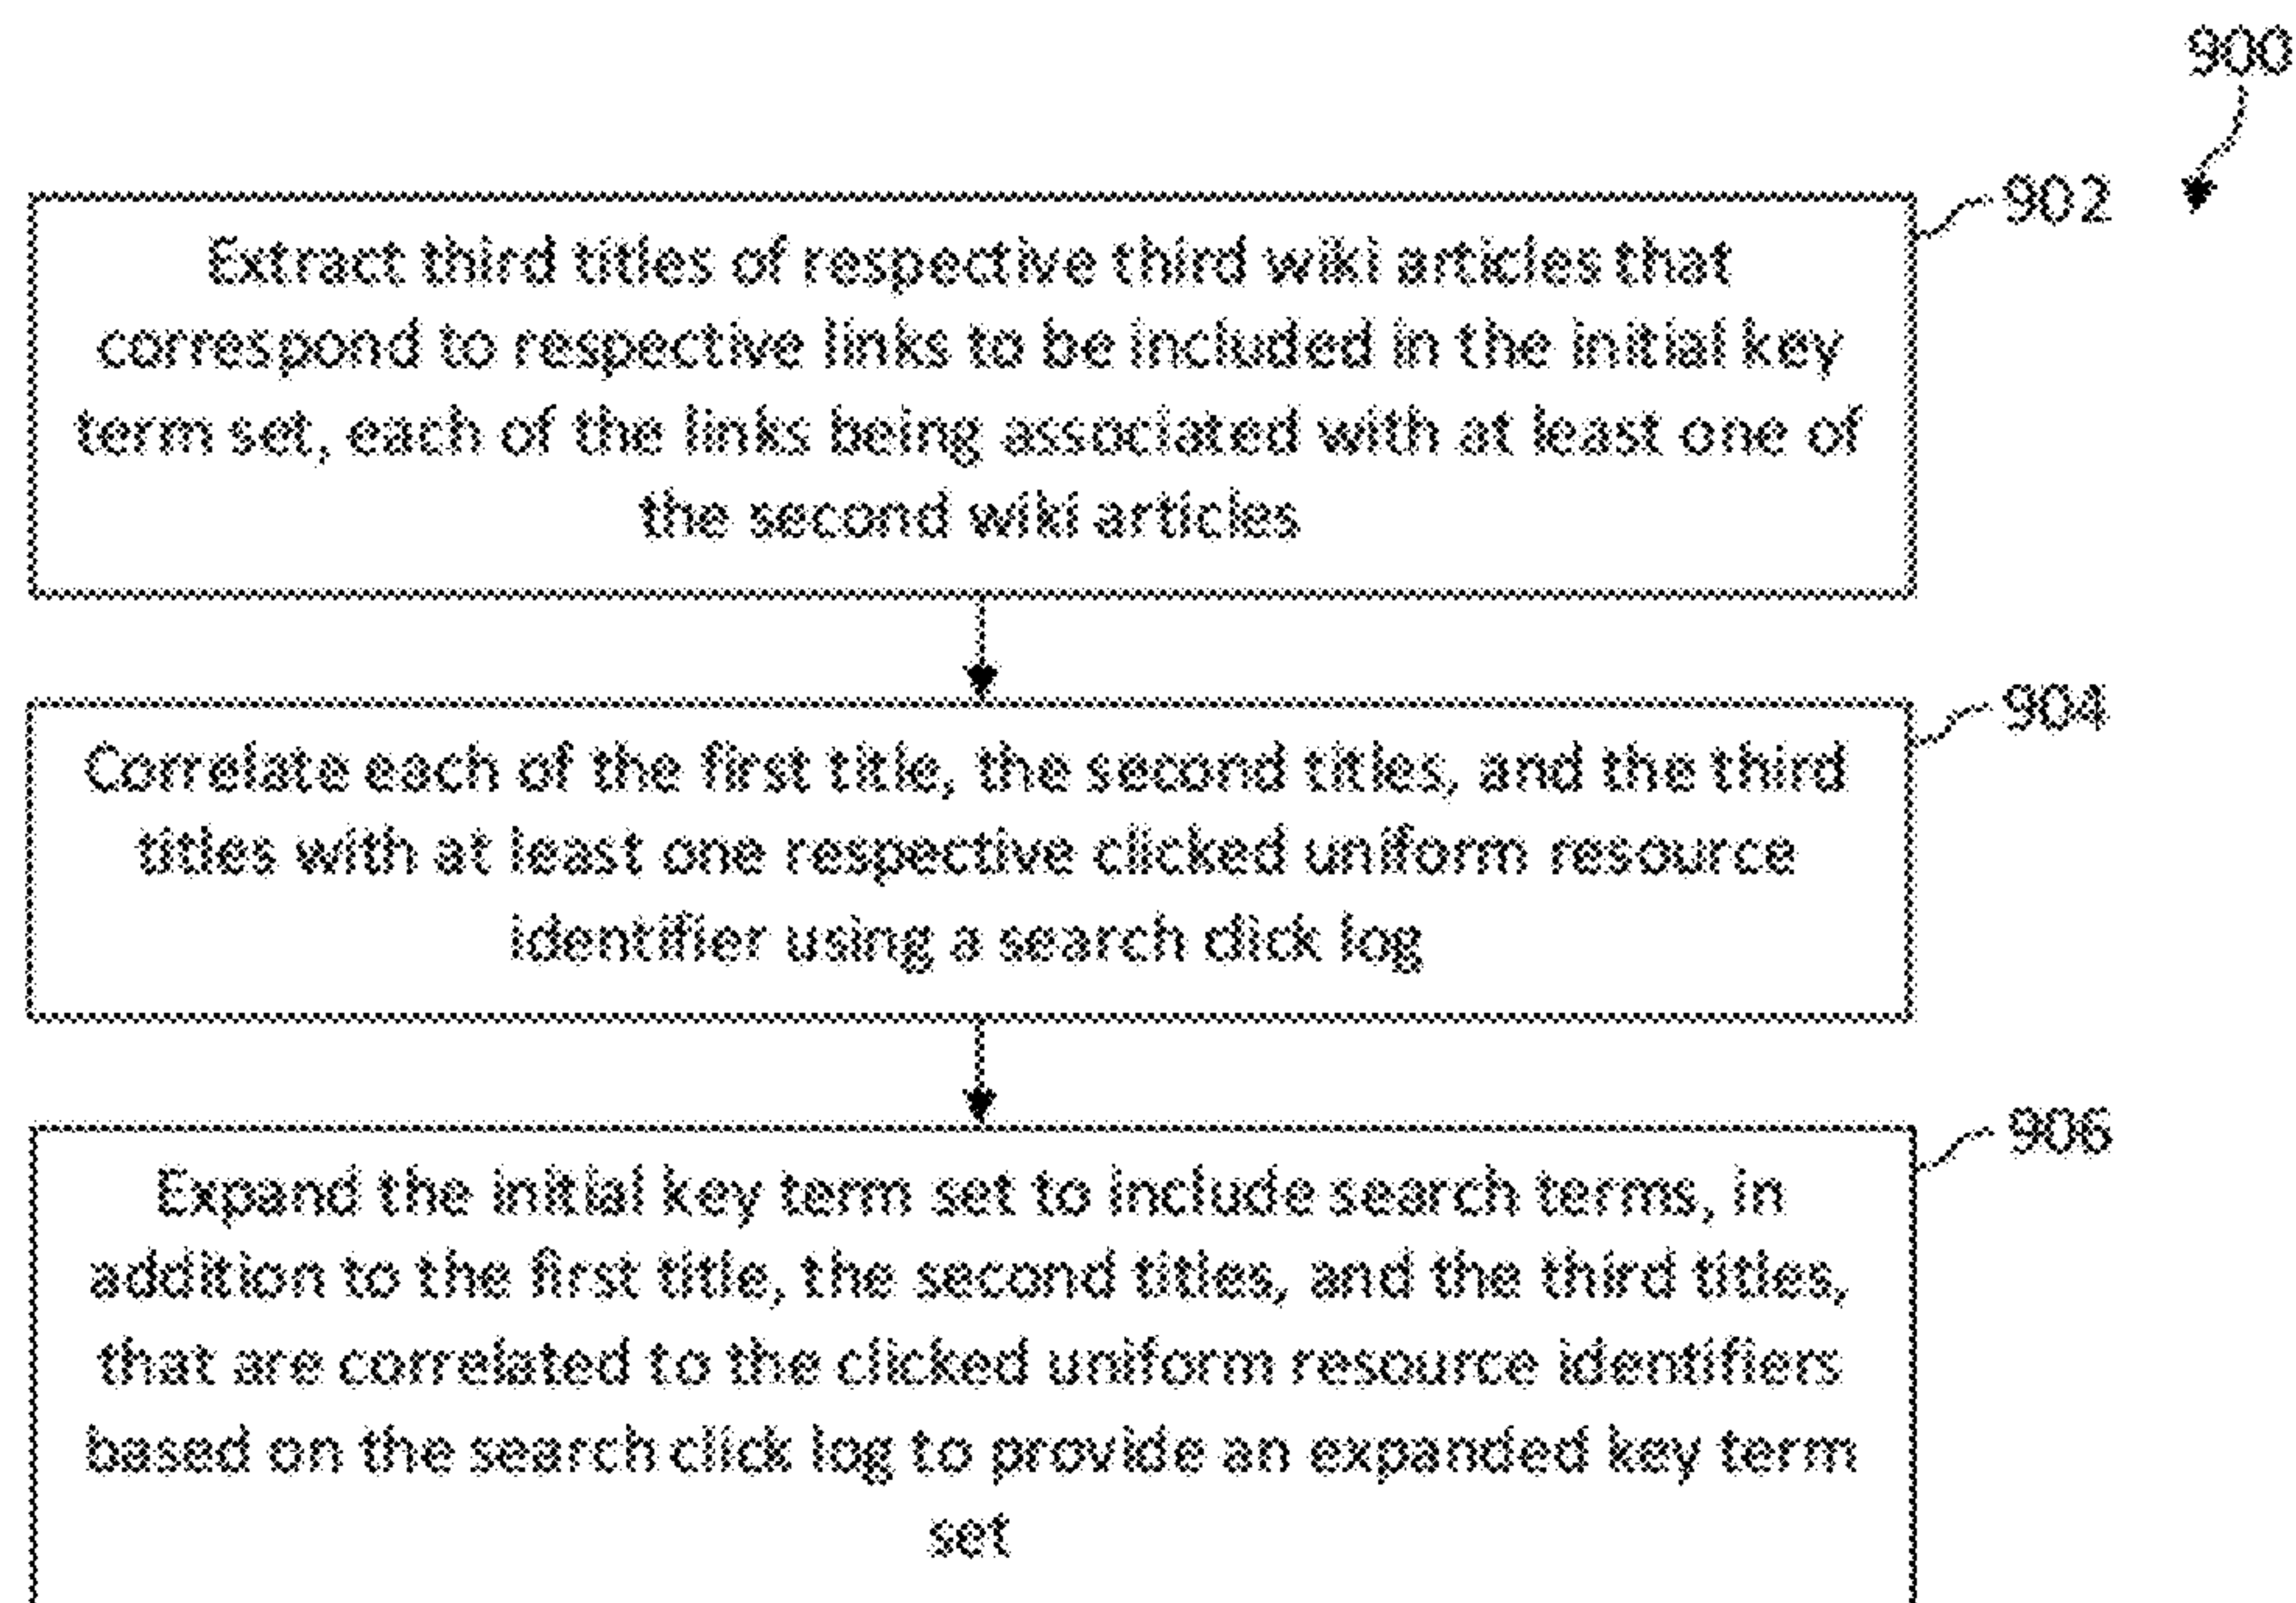 900
902
Extract third titles of respective third wiki articles that
correspond to respective links to be included in the initial key
term set, each of the links being associated with at least one of
the second wiki articles
904
Correlate each of the first title, the second titles, and the third
titles with at least one respective clicked uniform resource
identifier using a search click log
906
Expand the initial key term set to include search terms, in
addition to the first title, the second titles, and the third titles,
that are correlated to the clicked uniform resource identifiers
based on the search click log to provide an expanded key term
set